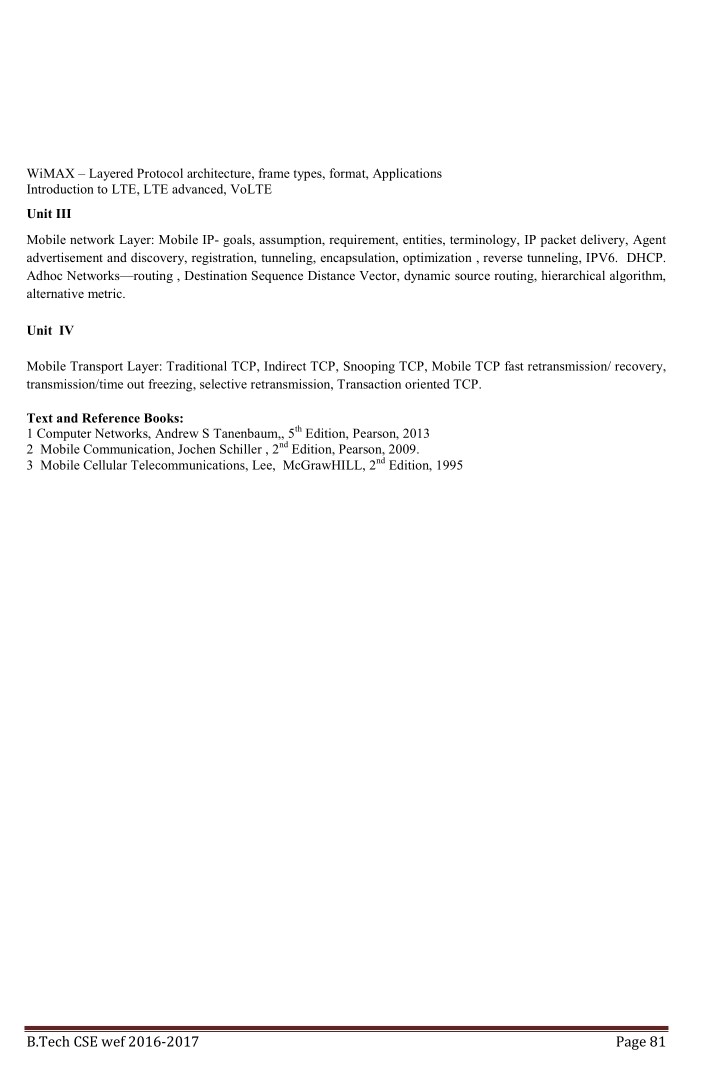 WiMAX – Layered Protocol architecture, frame types, format, Applications
Introduction to LTE, LTE advanced, VoLTE
Unit III
Mobile network Layer: Mobile IP- goals, assumption, requirement, entities, terminology, IP packet delivery, Agent
advertisement and discovery, registration, tunneling, encapsulation, optimization , reverse tunneling, IPV6.  DHCP.
Adhoc Networks—routing , Destination Sequence Distance Vector, dynamic source routing, hierarchical algorithm,
alternative metric.
Unit  IV
Mobile Transport Layer: Traditional TCP, Indirect TCP, Snooping TCP, Mobile TCP fast retransmission/ recovery,
transmission/time out freezing, selective retransmission, Transaction oriented TCP.
Text and Reference Books:
1 Computer Networks, Andrew S Tanenbaum,, 5th Edition, Pearson, 2013
2  Mobile Communication, Jochen Schiller , 2nd Edition, Pearson, 2009.
3  Mobile Cellular Telecommunications, Lee,  McGrawHILL, 2nd Edition, 1995
B.Tech CSE wef 2016-2017 Page 81